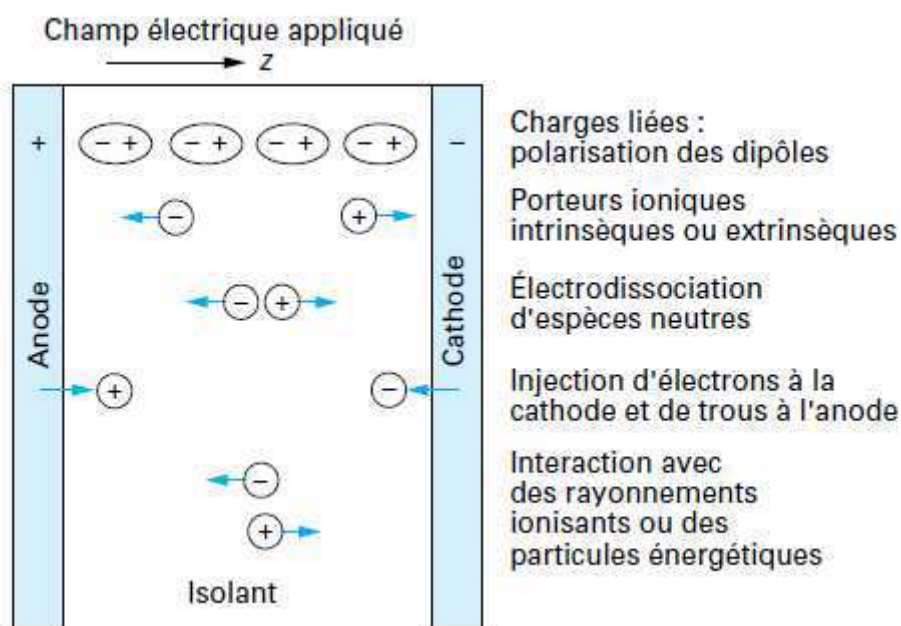 Champ électrique appliqué
z
+
− + − + − + − +
−
Charges liées :
polarisation des dipôles
− +
Porteurs ioniques
intrinsèques ou extrinsèques
− +
Électrodissociation
d'espèces neutres
Anode
Cathode
+ −
Injection d'électrons à la
cathode et de trous à l'anode
−
+
Interaction avec
des rayonnements
ionisants ou des
particules énergétiques
Isolant